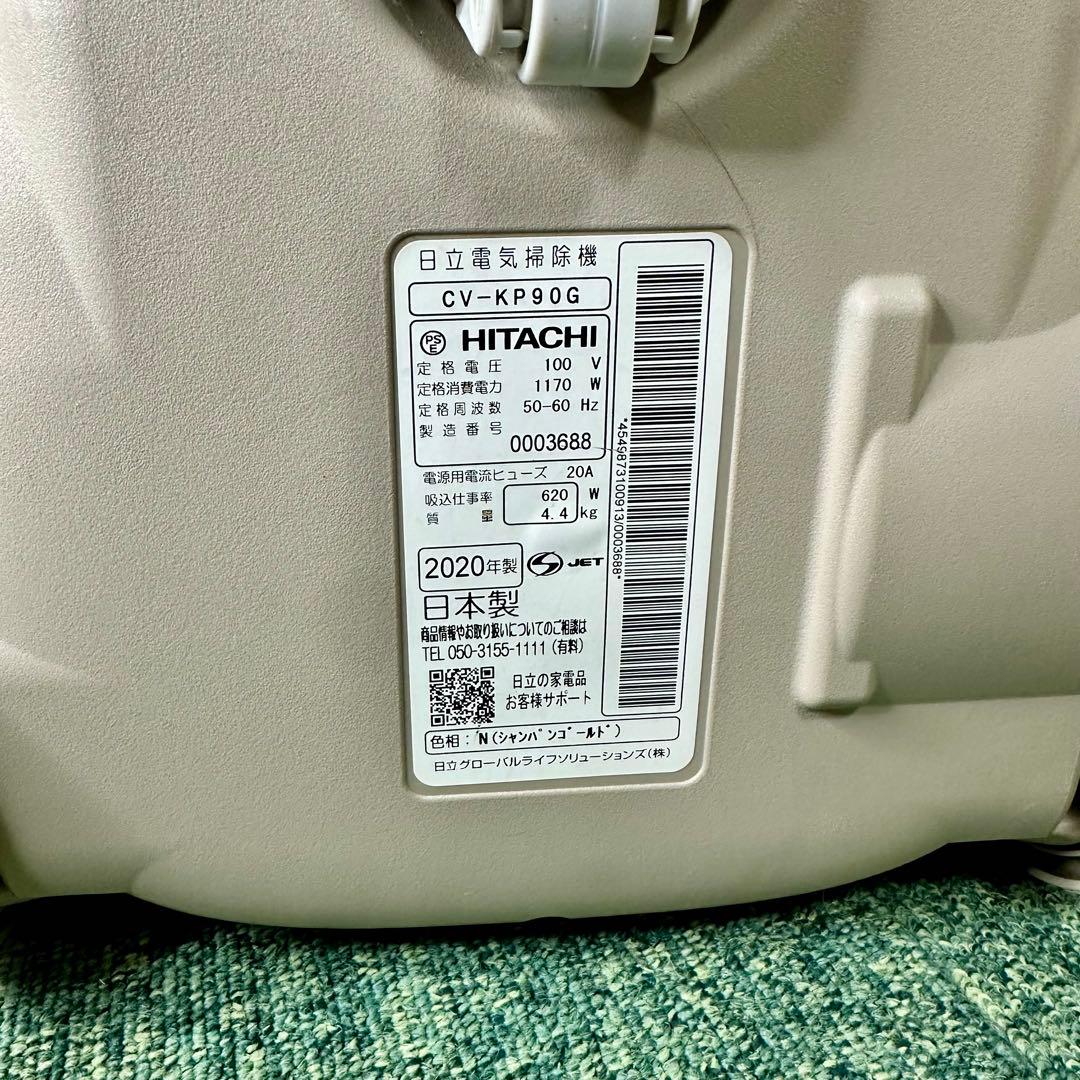 日立電気掃除機
CV-KP90G
PSE HITACHI
定格電圧 100 V
定格消費電力 1170 W
定格周波数 50-60 Hz
製造番号 0003688
電源用電流ヒューズ 20A
吸込仕事率 620 W
質量 4.4 kg
2020年製 JET
日本製
商品情報やお取り扱いについてのご相談は
TEL 050-3155-1111(有料)
日立の家電品
お客様サポート
色相:N(シャンパンゴールド)
日立グローバルライフソリューションズ(株)
*4549873100913/0003688*